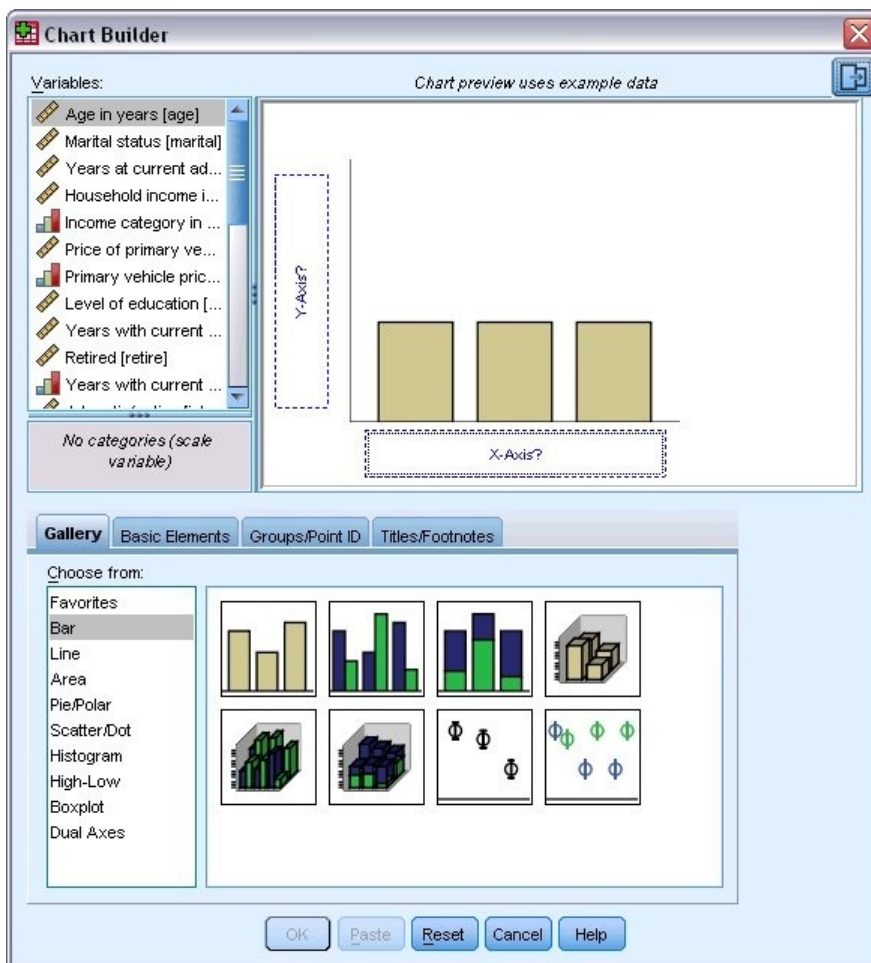 Chart Builder
Variables:
Chart preview uses example data
Age in years [age]
Marital status [marital]
Years at current ad...
Household income i...
Income category in ...
Price of primary ve...
Primary vehicle pric...
Level of education [...
Years with current ...
Retired [retire]
Years with current ...
No categories (scale
variable)
Y-Axis?
X-Axis?
Gallery
Basic Elements
Groups/Point ID
Titles/Footnotes
Choose from:
Favorites
Bar
Line
Area
Pie/Polar
Scatter/Dot
Histogram
High-Low
Boxplot
Dual Axes
OK
Paste
Reset
Cancel
Help